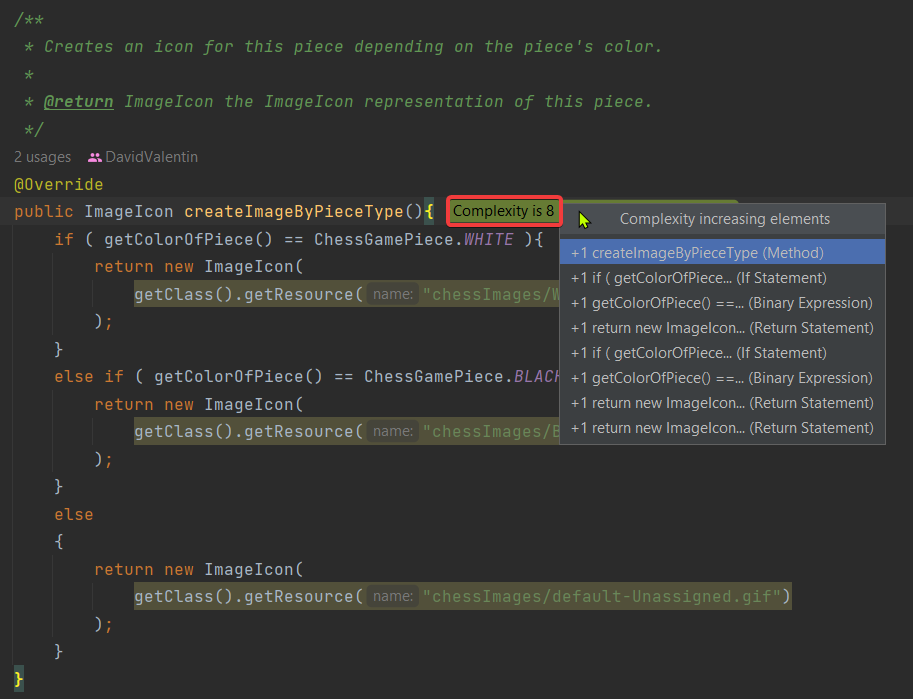 /**
* Creates an icon for this piece depending on the piece's color.
*
* @return ImageIcon the ImageIcon representation of this piece.
*/
2 usages DavidValentin
@Override
public ImageIcon createImageByPieceType(){ Complexity is 8
if ( getColorOfPiece() == ChessGamePiece.WHITE ){
return new ImageIcon(
getClass().getResource( name: "chessImages/W
);
}
else if ( getColorOfPiece() == ChessGamePiece.BLACK
return new ImageIcon(
getClass().getResource( name: "chessImages/B
);
}
else
{
return new ImageIcon(
getClass().getResource( name: "chessImages/default-Unassigned.gif")
);
}
}
Complexity increasing elements
+1 createImageByPieceType (Method)
+1 if ( getColorOfPiece... (If Statement)
+1 getColorOfPiece() ==... (Binary Expression)
+1 return new ImageIcon... (Return Statement)
+1 if ( getColorOfPiece... (If Statement)
+1 getColorOfPiece() ==... (Binary Expression)
+1 return new ImageIcon... (Return Statement)
+1 return new ImageIcon... (Return Statement)